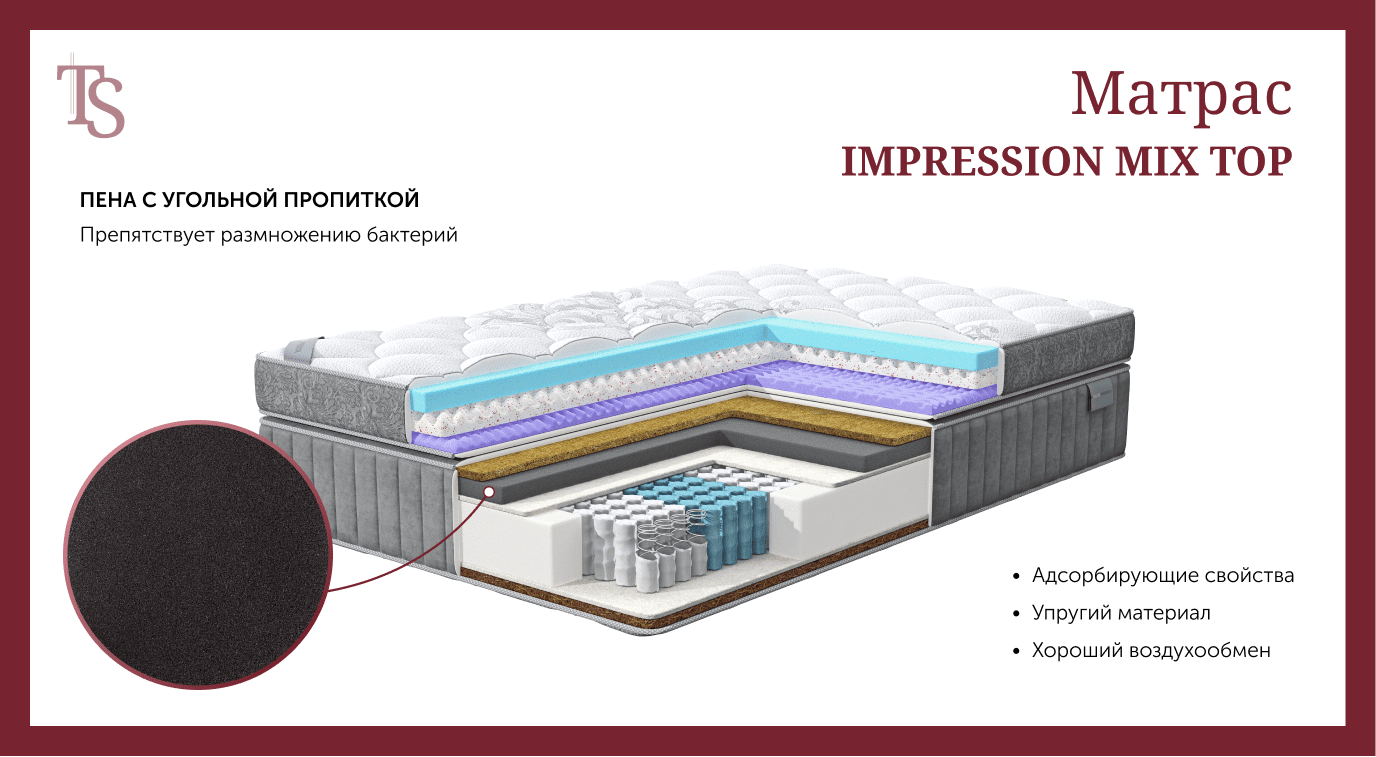 TS
Матрас
IMPRESSION MIX TOP
ПЕНА С УГОЛЬНОЙ ПРОПИТКОЙ
Препятствует размножению бактерий
• Адсорбирующие свойства
• Упругий материал
• Хороший воздухообмен